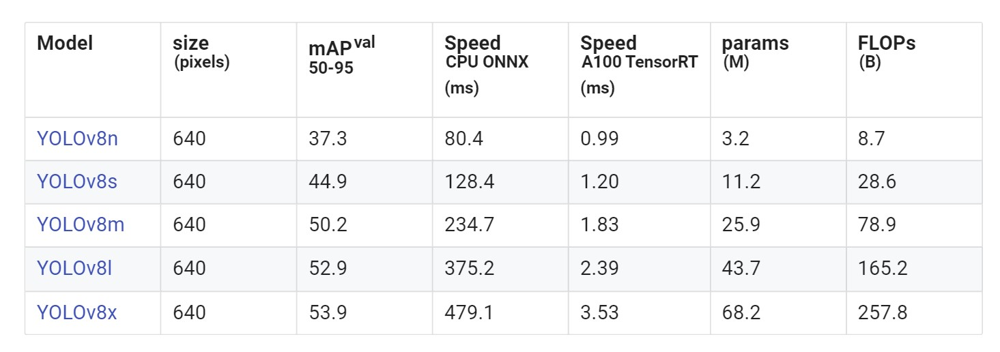 Model size (pixels) mAP val 50-95 Speed CPU ONNX (ms) Speed A100 TensorRT (ms) params (M) FLOPs (B)
YOLOv8n 640 37.3 80.4 0.99 3.2 8.7
YOLOv8s 640 44.9 128.4 1.20 11.2 28.6
YOLOv8m 640 50.2 234.7 1.83 25.9 78.9
YOLOv8l 640 52.9 375.2 2.39 43.7 165.2
YOLOv8x 640 53.9 479.1 3.53 68.2 257.8